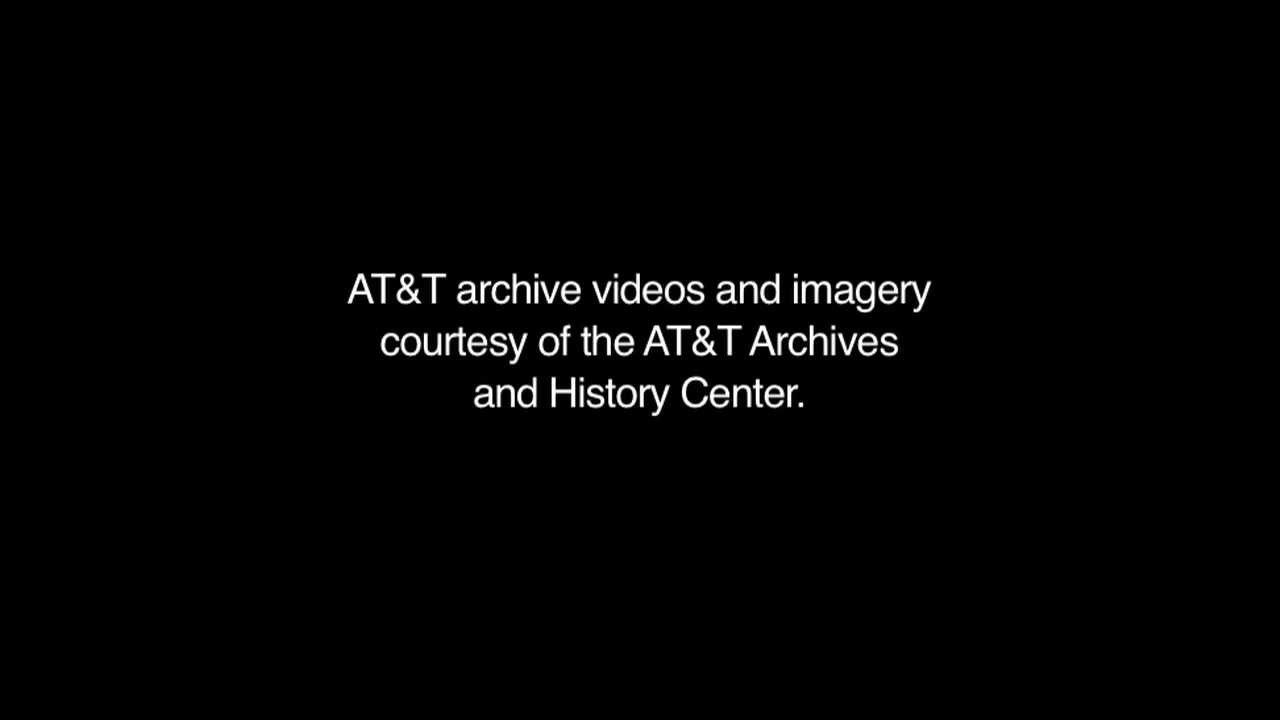 AT&T archive videos and imagery
courtesy of the AT&T Archives
and History Center.